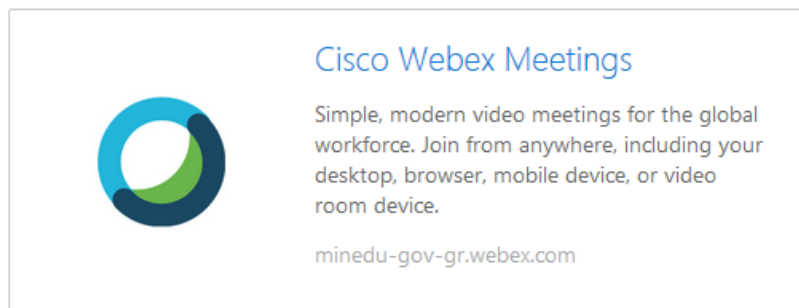 Cisco Webex Meetings
Simple, modern video meetings for the global
workforce. Join from anywhere, including your
desktop, browser, mobile device, or video
room device.
minedu-gov-gr.webex.com